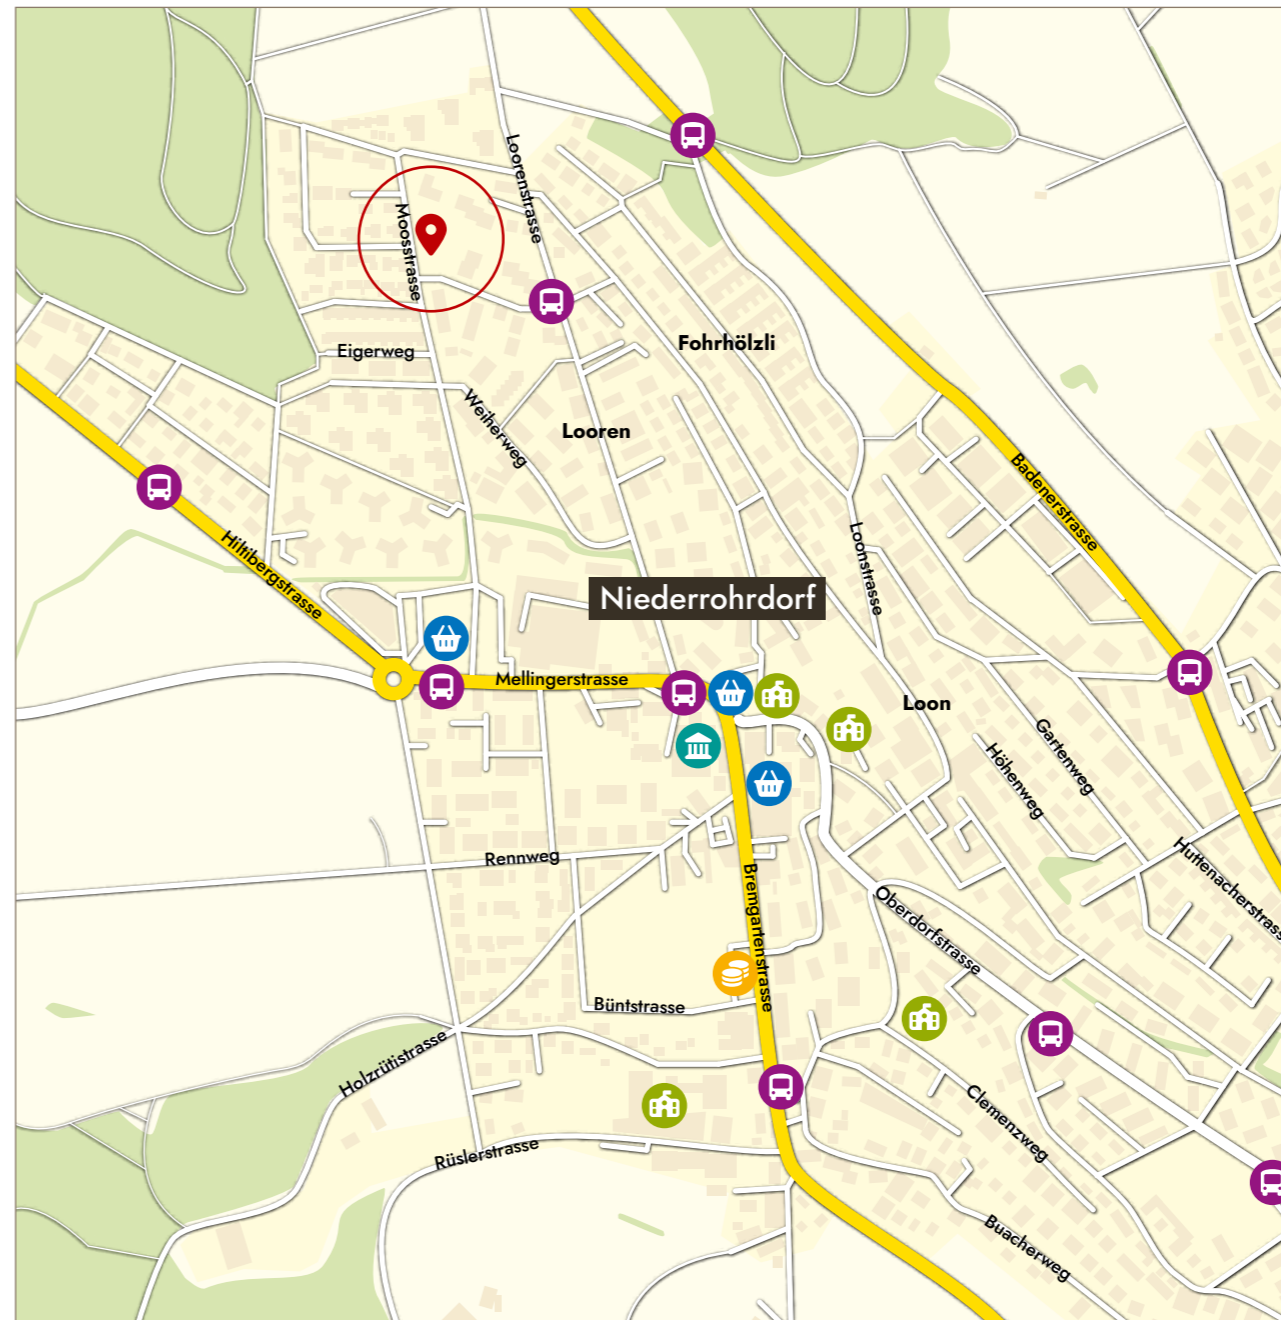 Loorenstrasse
Moosstrasse
Fohrhölzli
Eigerweg
Weiherweg
Looren
Badenerstrasse
Hiltibergstrasse
Loonstrasse
Niederrohrdorf
Mellingerstrasse
Loon
Gartenweg
Höhenweg
Rennweg
Huttenacherstrasse
Bremgartenstrasse
Oberdorfstrasse
Büntstrasse
Holzrütistrasse
Clemenzweg
Rüslerstrasse
Buacherweg